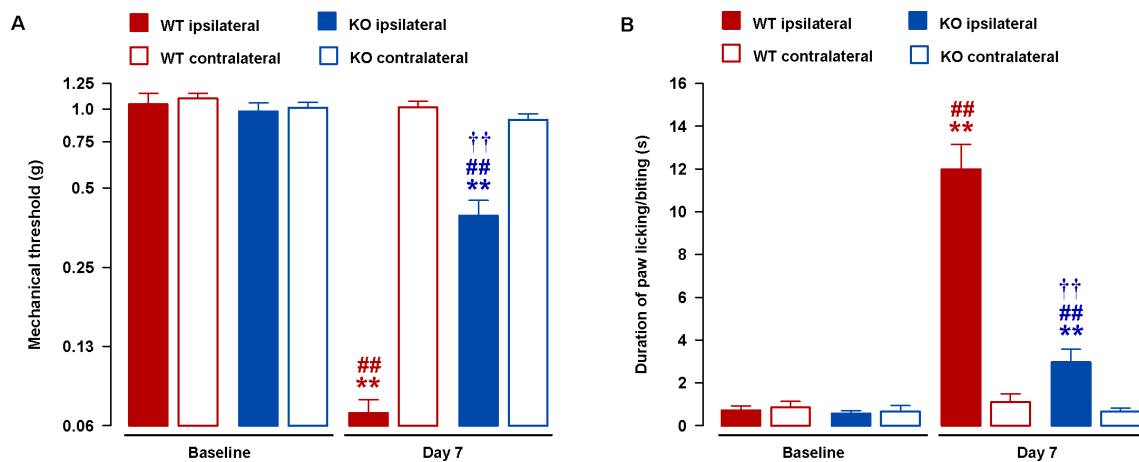 A
WT ipsilateral
KO ipsilateral
WT contralateral
KO contralateral
Mechanical threshold (g)
1.25
1.0
0.75
0.5
0.25
0.13
0.06
##
**
††
##
**
Baseline
Day 7
B
WT ipsilateral
KO ipsilateral
WT contralateral
KO contralateral
Duration of paw licking/biting (s)
16
14
12
10
8
6
4
2
0
##
**
††
##
**
Baseline
Day 7